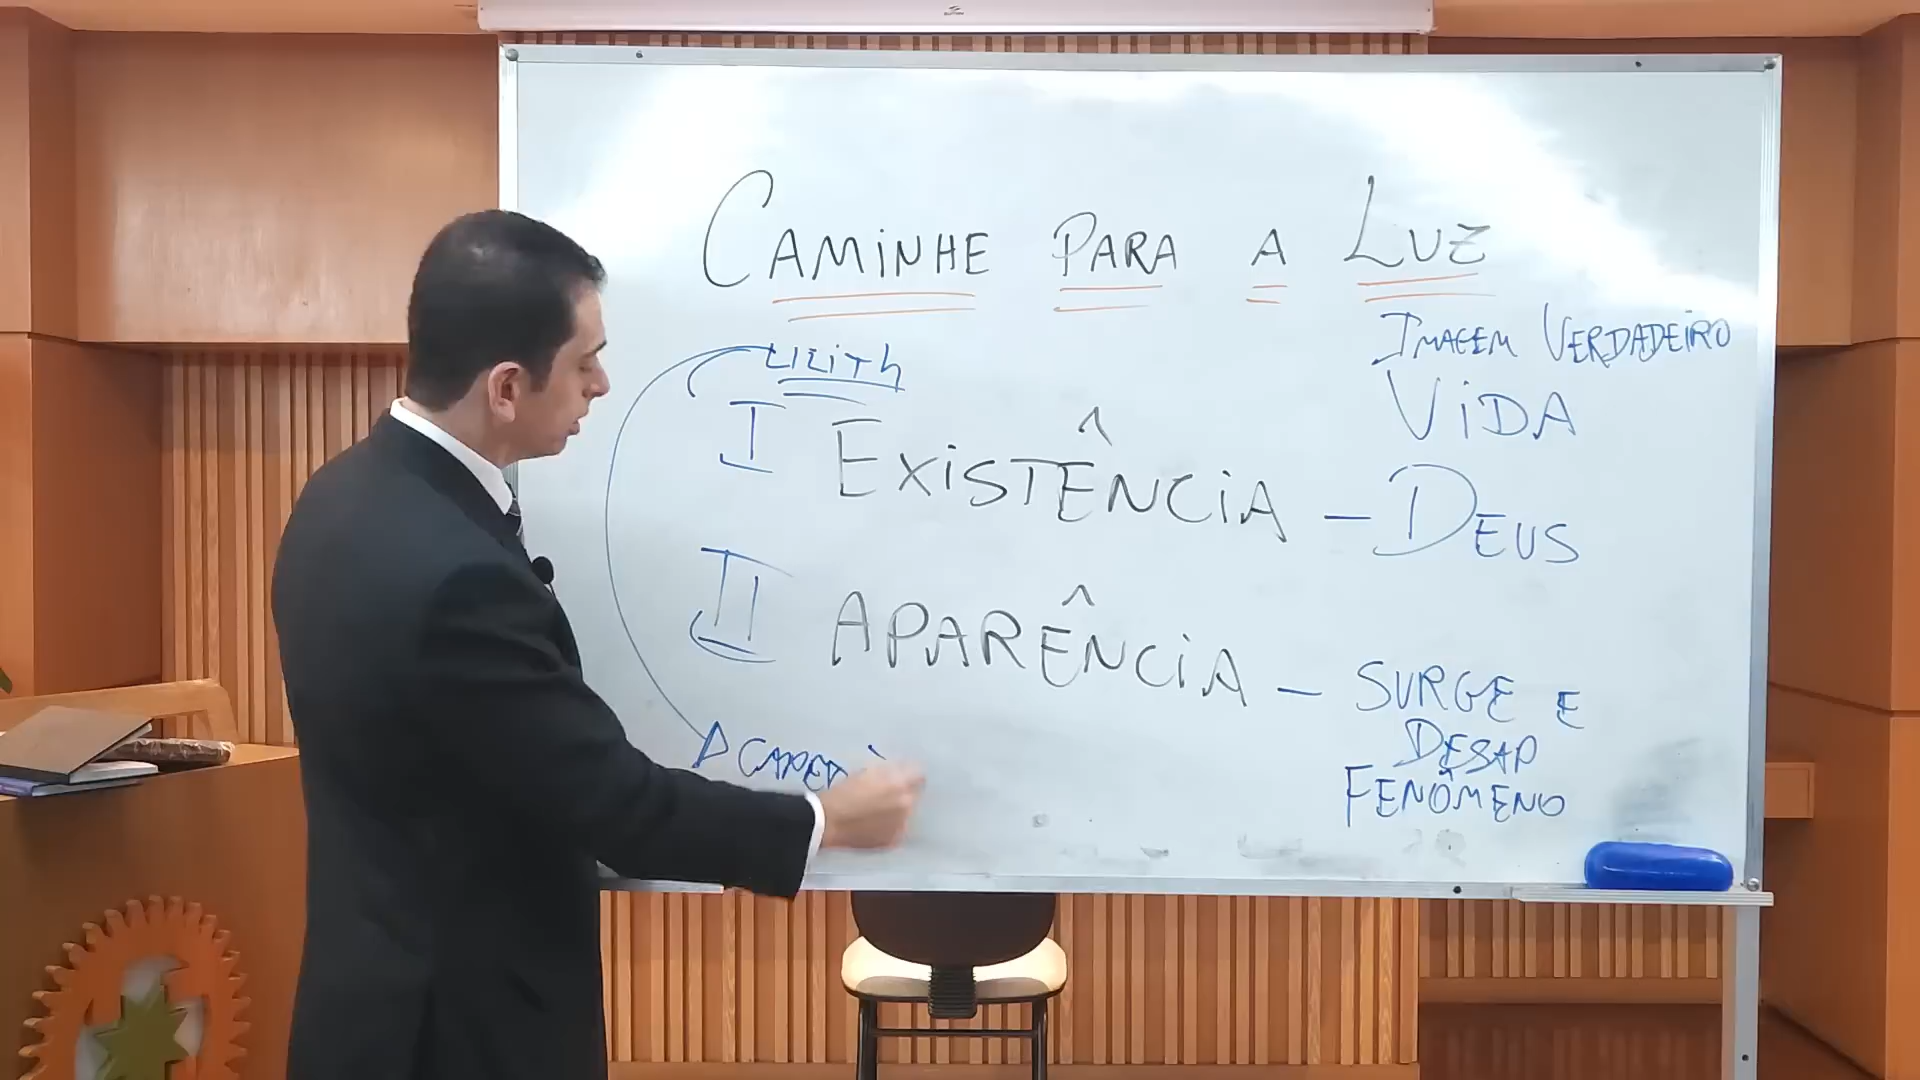 CAMINHE PARA A LUZ
IMAGEM VERDADEIRO
LILITH
VIDA
I EXISTÊNCIA – DEUS
II APARÊNCIA – SURGE E
DESAP
FENÔMENO